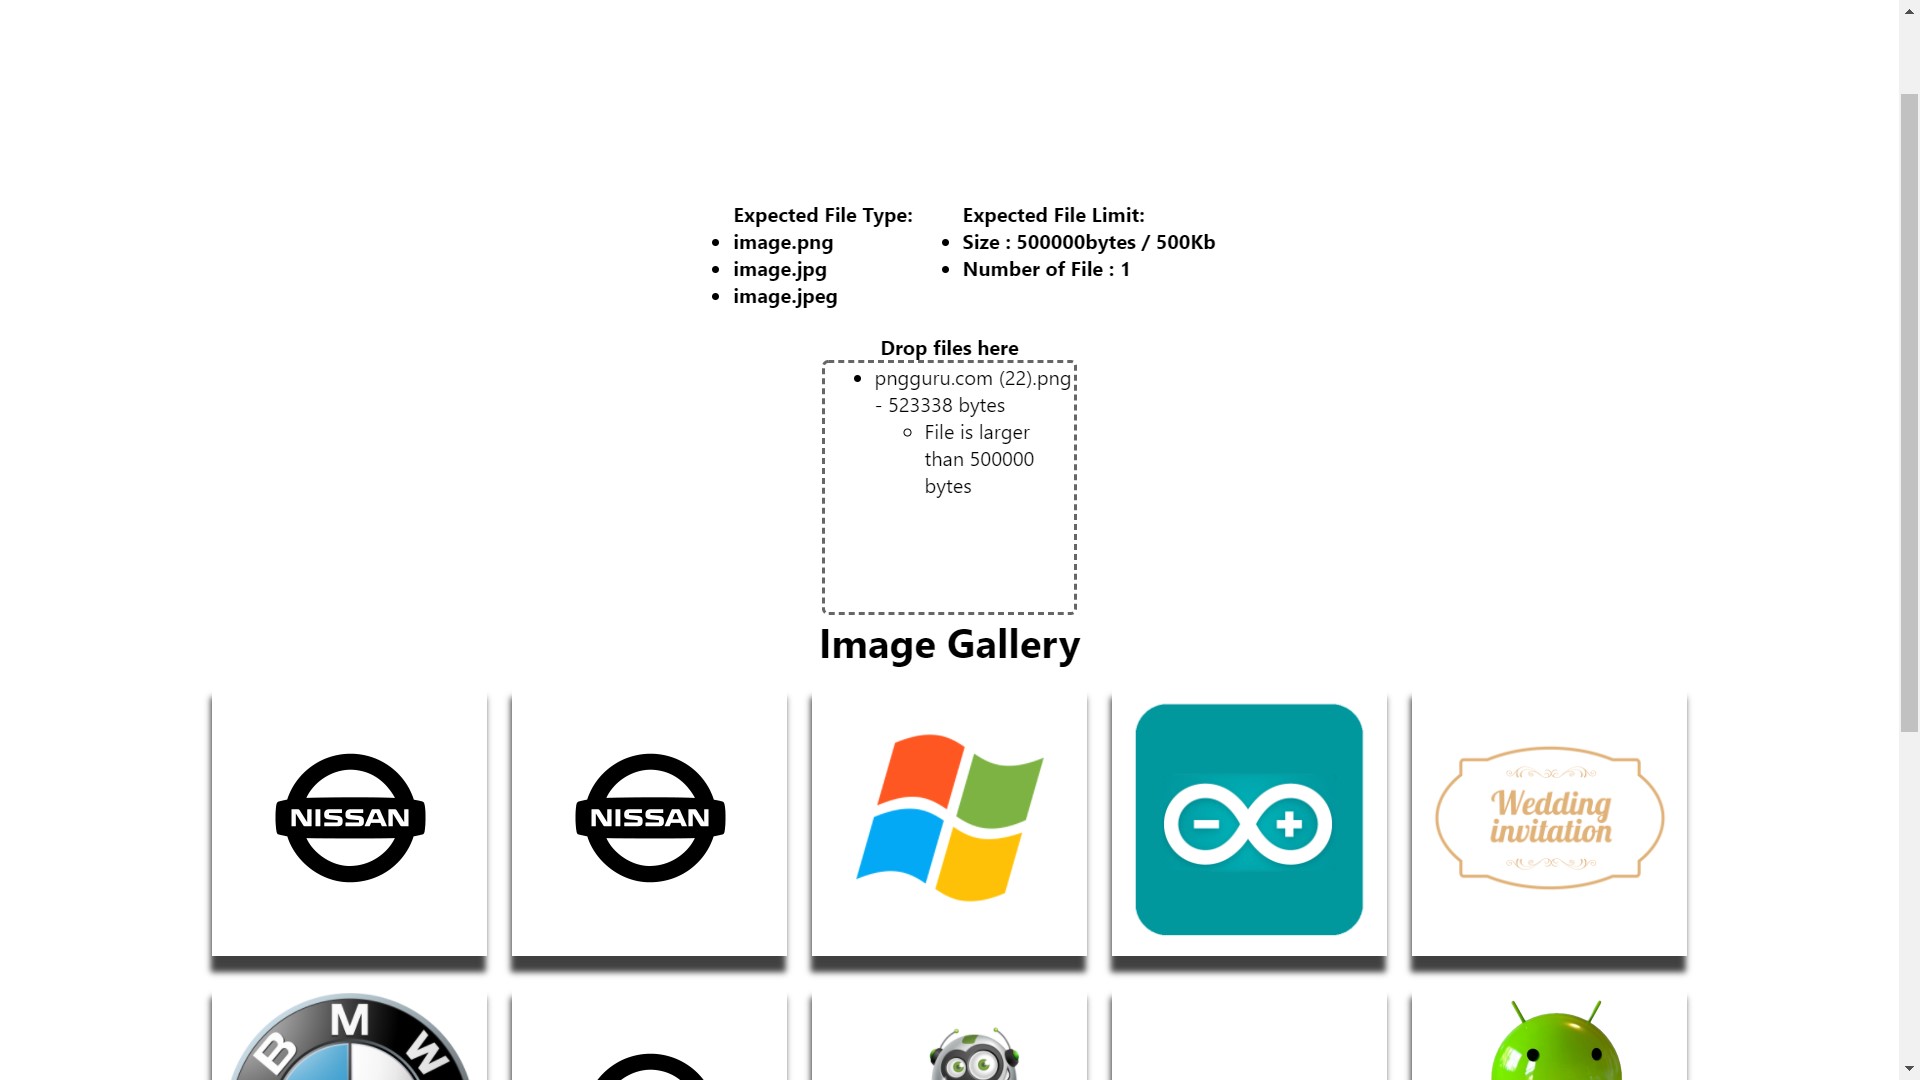 Expected File Type:
image.png
image.jpg
image.jpeg
Expected File Limit:
Size : 500000bytes / 500Kb
Number of File : 1
Drop files here
pngguru.com (22).png
- 523338 bytes
File is larger
than 500000
bytes
Image Gallery
NISSAN
NISSAN
Wedding
invitation
BMW